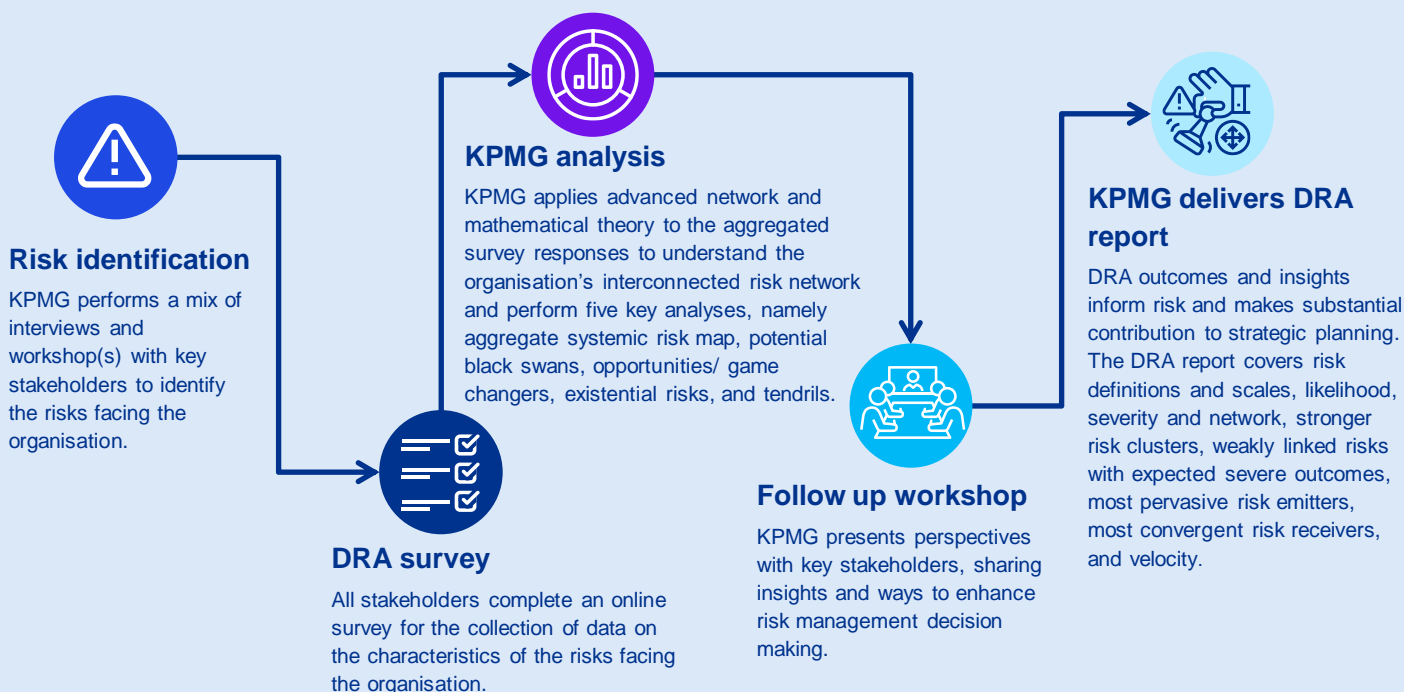 Risk identification
KPMG performs a mix of
interviews and
workshop(s) with key
stakeholders to identify
the risks facing the
organisation.
DRA survey
All stakeholders complete an online
survey for the collection of data on
the characteristics of the risks facing
the organisation.
KPMG analysis
KPMG applies advanced network and
mathematical theory to the aggregated
survey responses to understand the
organisation’s interconnected risk network
and perform five key analyses, namely
aggregate systemic risk map, potential
black swans, opportunities/ game
changers, existential risks, and tendrils.
Follow up workshop
KPMG presents perspectives
with key stakeholders, sharing
insights and ways to enhance
risk management decision
making.
KPMG delivers DRA
report
DRA outcomes and insights
inform risk and makes substantial
contribution to strategic planning.
The DRA report covers risk
definitions and scales, likelihood,
severity and network, stronger
risk clusters, weakly linked risks
with expected severe outcomes,
most pervasive risk emitters,
most convergent risk receivers,
and velocity.